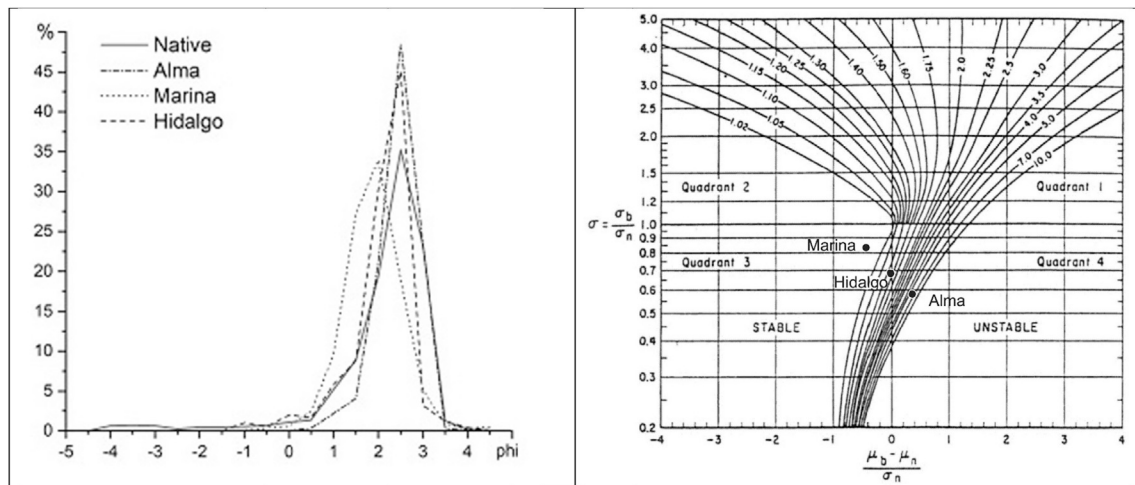 %
Native
Alma
Marina
Hidalgo
45
40
35
30
25
20
15
10
5
0
-5 -4 -3 -2 -1 0 1 2 3 4 5
phi
5.0
4.0
3.0
2.5
2.0
1.5
1.2
1.0
0.9
0.8
0.7
0.6
0.5
0.4
0.3
0.2
σ = σb/σn
1.02 1.05 1.10 1.15 1.20 1.25 1.30 1.40 1.50 1.60 1.75 2.0 2.25 2.5 3.0 3.5 4.0 5.0 7.0 10.0
Quadrant 2
Quadrant 1
Marina
Quadrant 3
Quadrant 4
Hidalgo
Alma
STABLE
UNSTABLE
-4 -3 -2 -1 0 1 2 3 4
μb - μn
σn